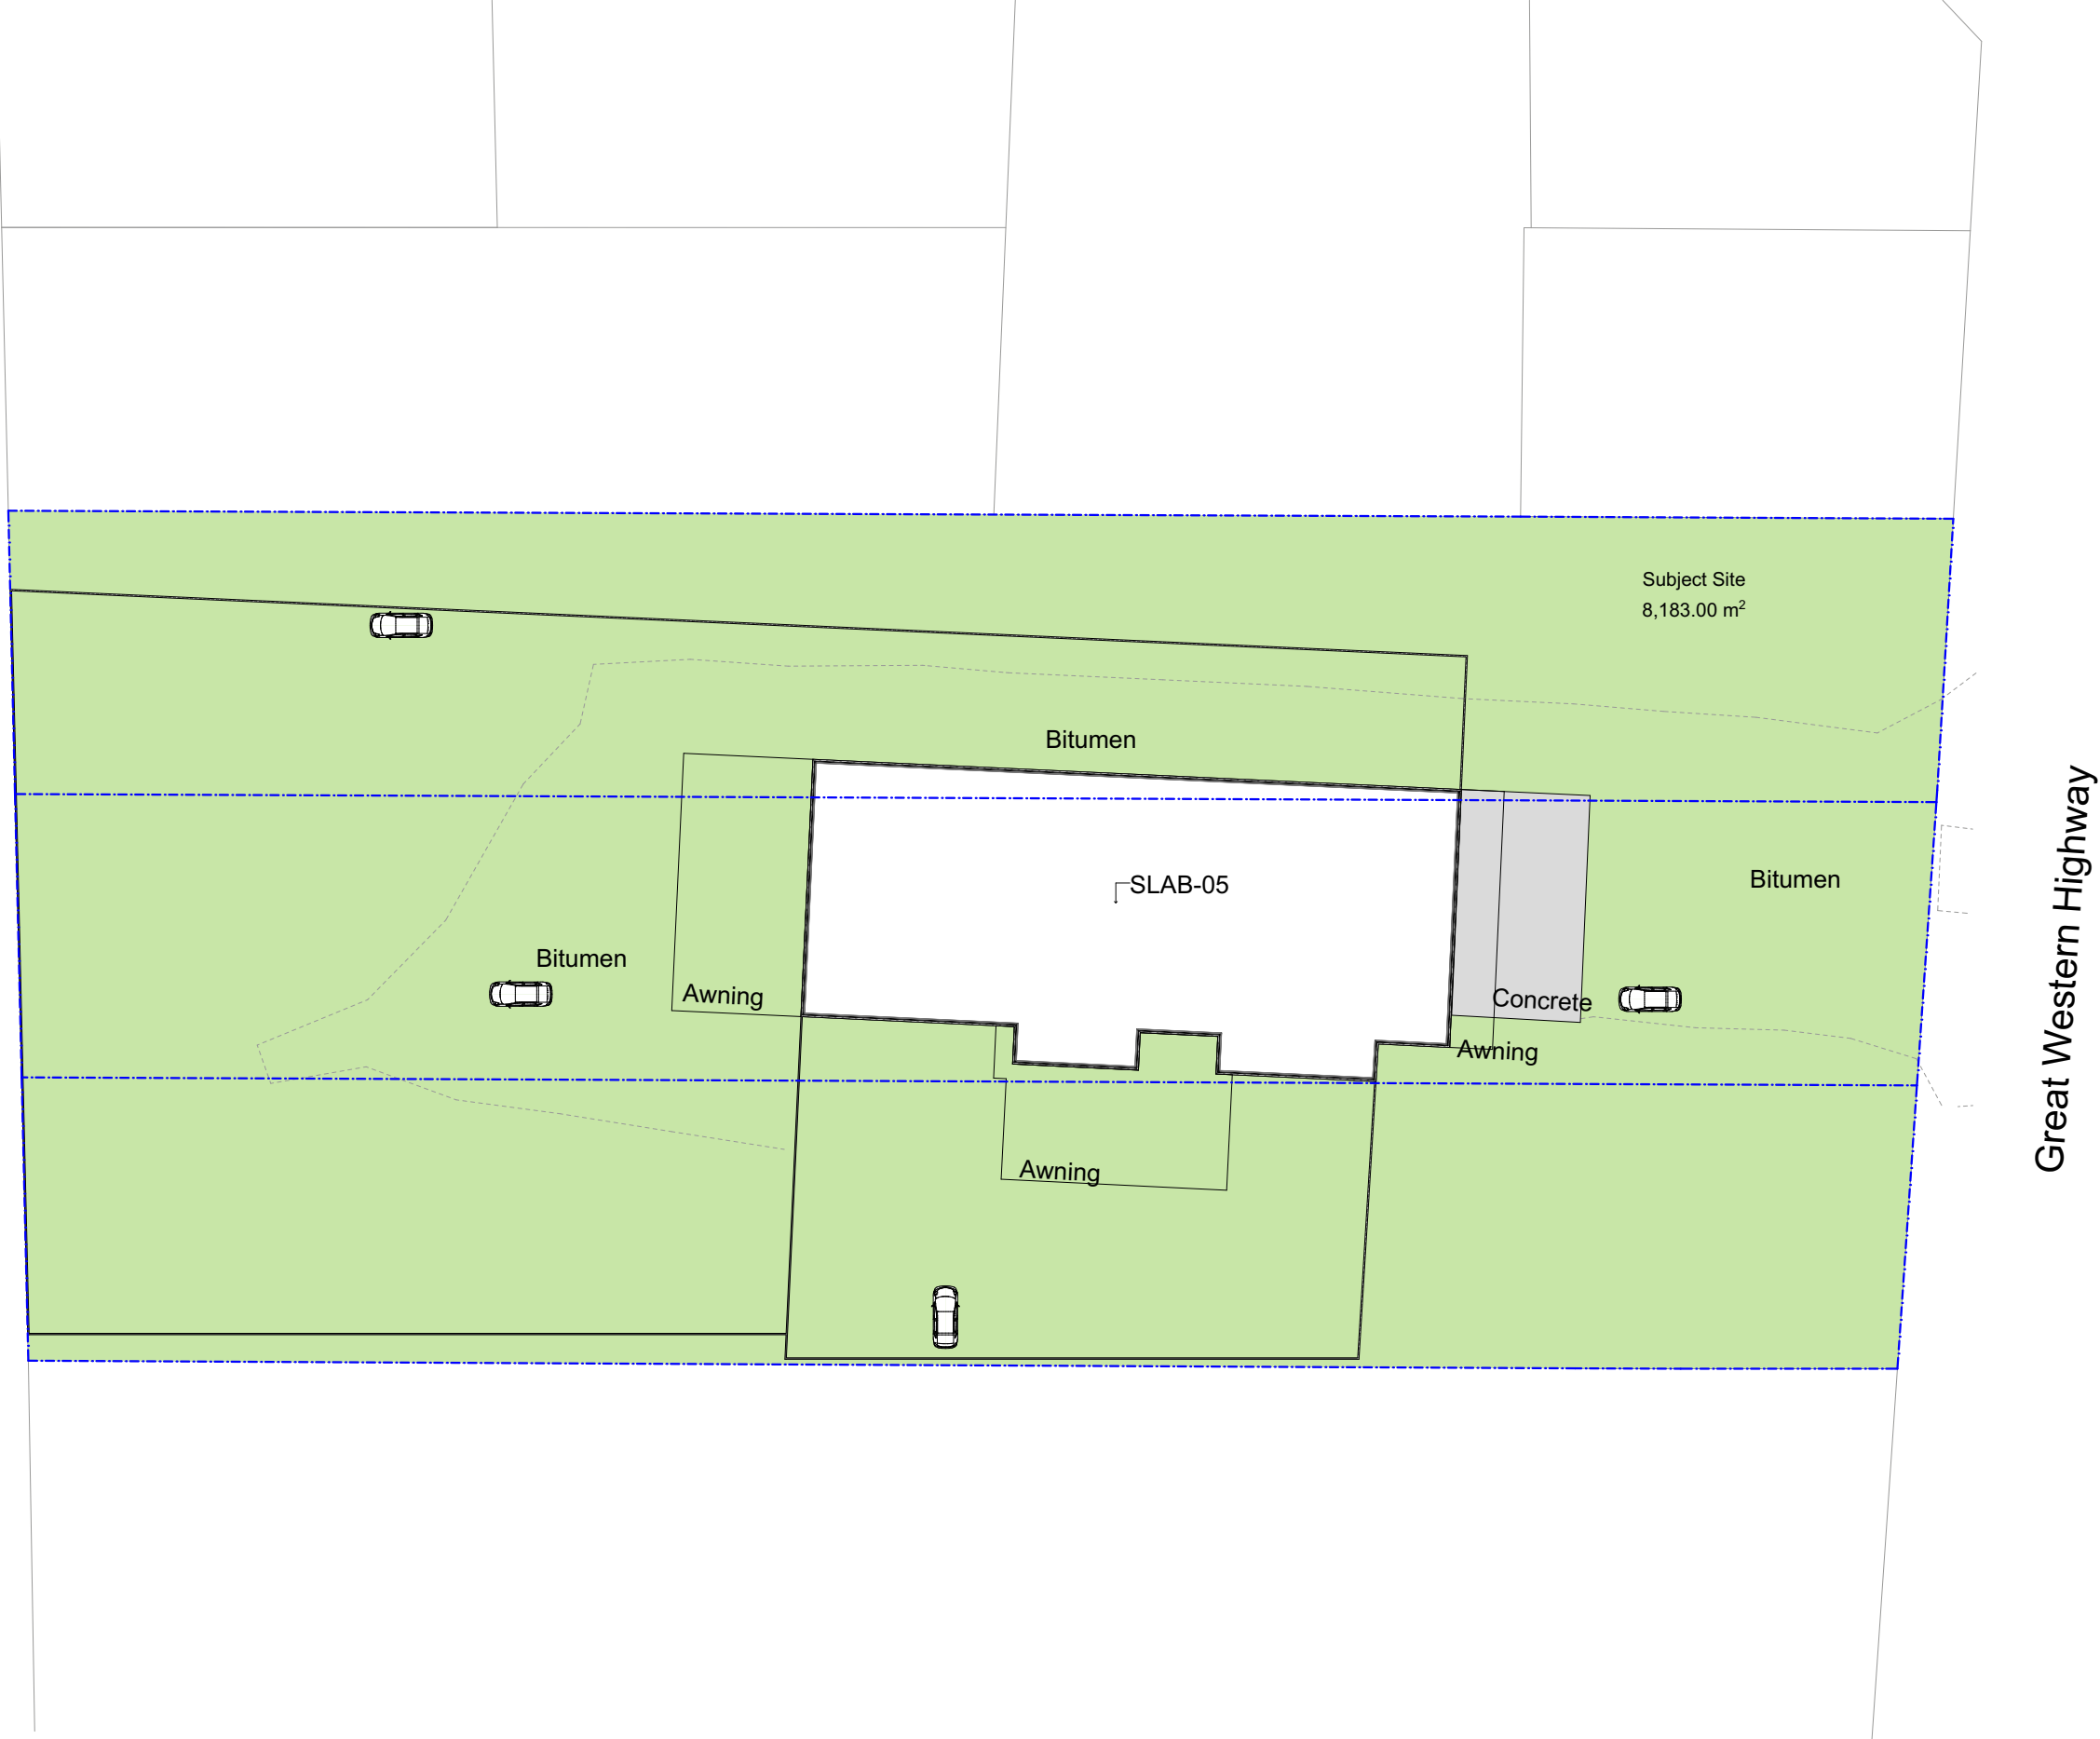 Subject Site
8,183.00 m²
Bitumen
SLAB-05
Bitumen
Bitumen
Awning
Concrete
Awning
Awning
Great Western Highway